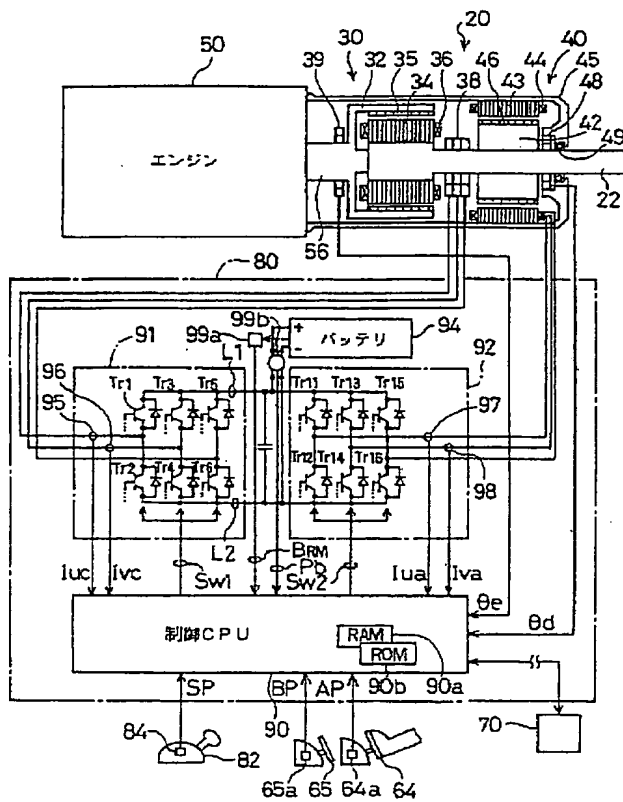 20
50
30
35
46
44
40
39
32
34
36
38
43
45
48
42
49
エンジン
56
22
80
99b
99a
+
-
バッテリ
94
91
L1
92
96
Tr1
Tr3
Tr5
Tr11
Tr13
Tr15
95
97
Tr2
Tr4
Tr6
Tr12
Tr14
Tr16
98
L2
BRM
Pb
Iuc
Ivc
Sw1
Sw2
Iua
Iva
θe
θd
制御CPU
RAM
ROM
90a
90b
SP
BP
90
AP
70
84
82
65a
65
64a
64